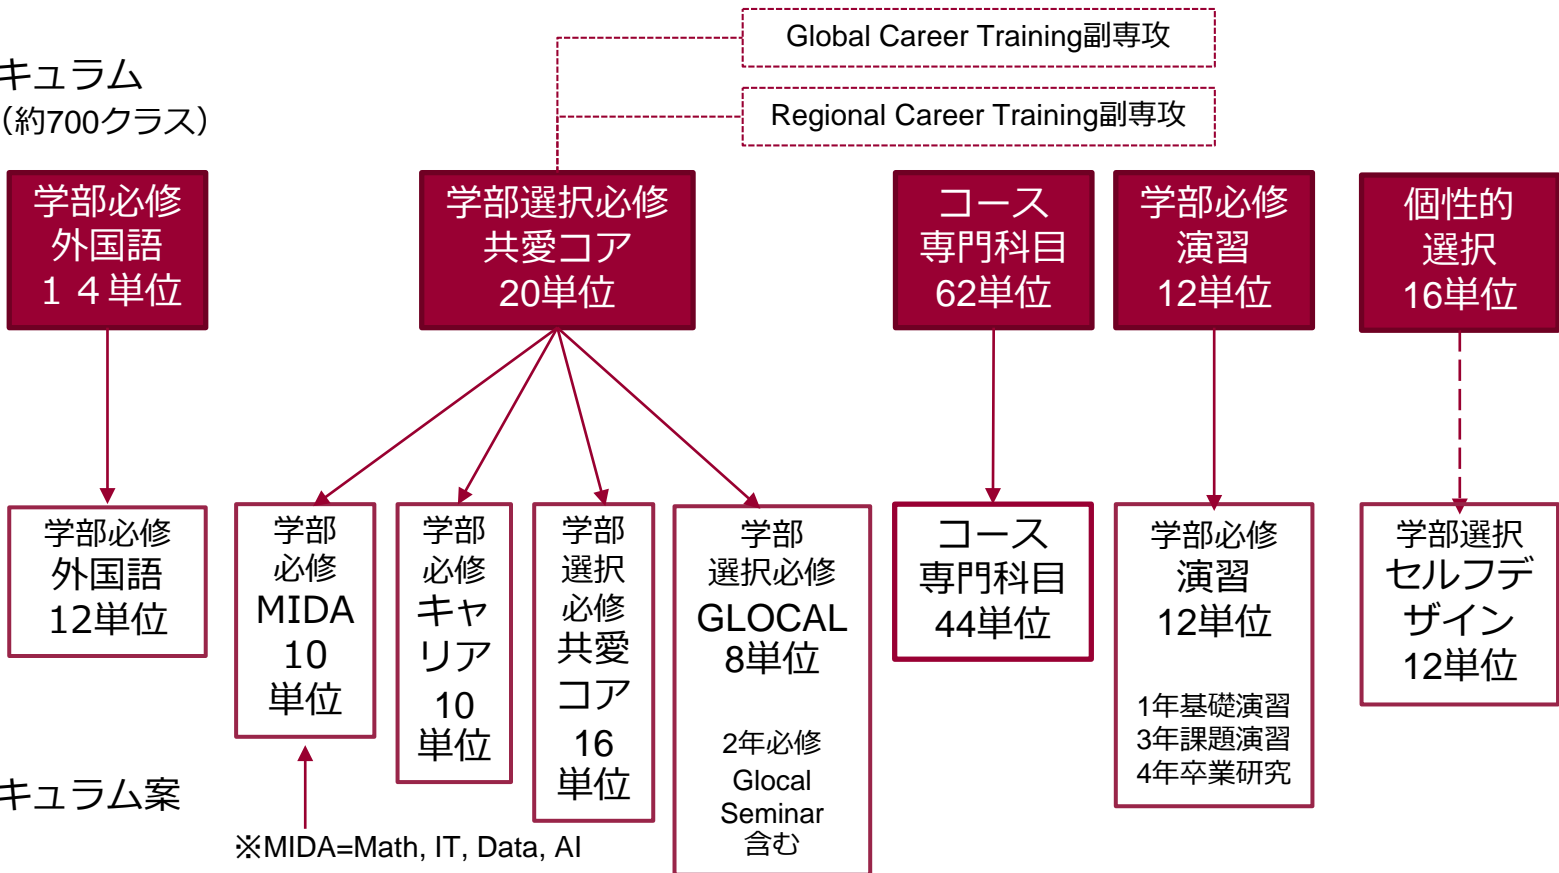 Global Career Training副専攻
キュラム
（約700クラス）
Regional Career Training副専攻
学部必修
外国語
１４単位
学部選択必修
共愛コア
20単位
コース
専門科目
62単位
学部必修
演習
12単位
個性的
選択
16単位
学部必修
外国語
12単位
学部
必修
MIDA
10
単位
学部
必修
キャ
リア
10
単位
学部
選択
必修
共愛
コア
16
単位
学部
選択必修
GLOCAL
8単位
2年必修
Glocal
Seminar
含む
コース
専門科目
44単位
学部必修
演習
12単位
1年基礎演習
3年課題演習
4年卒業研究
学部選択
セルフデ
ザイン
12単位
キュラム案
※MIDA=Math, IT, Data, AI